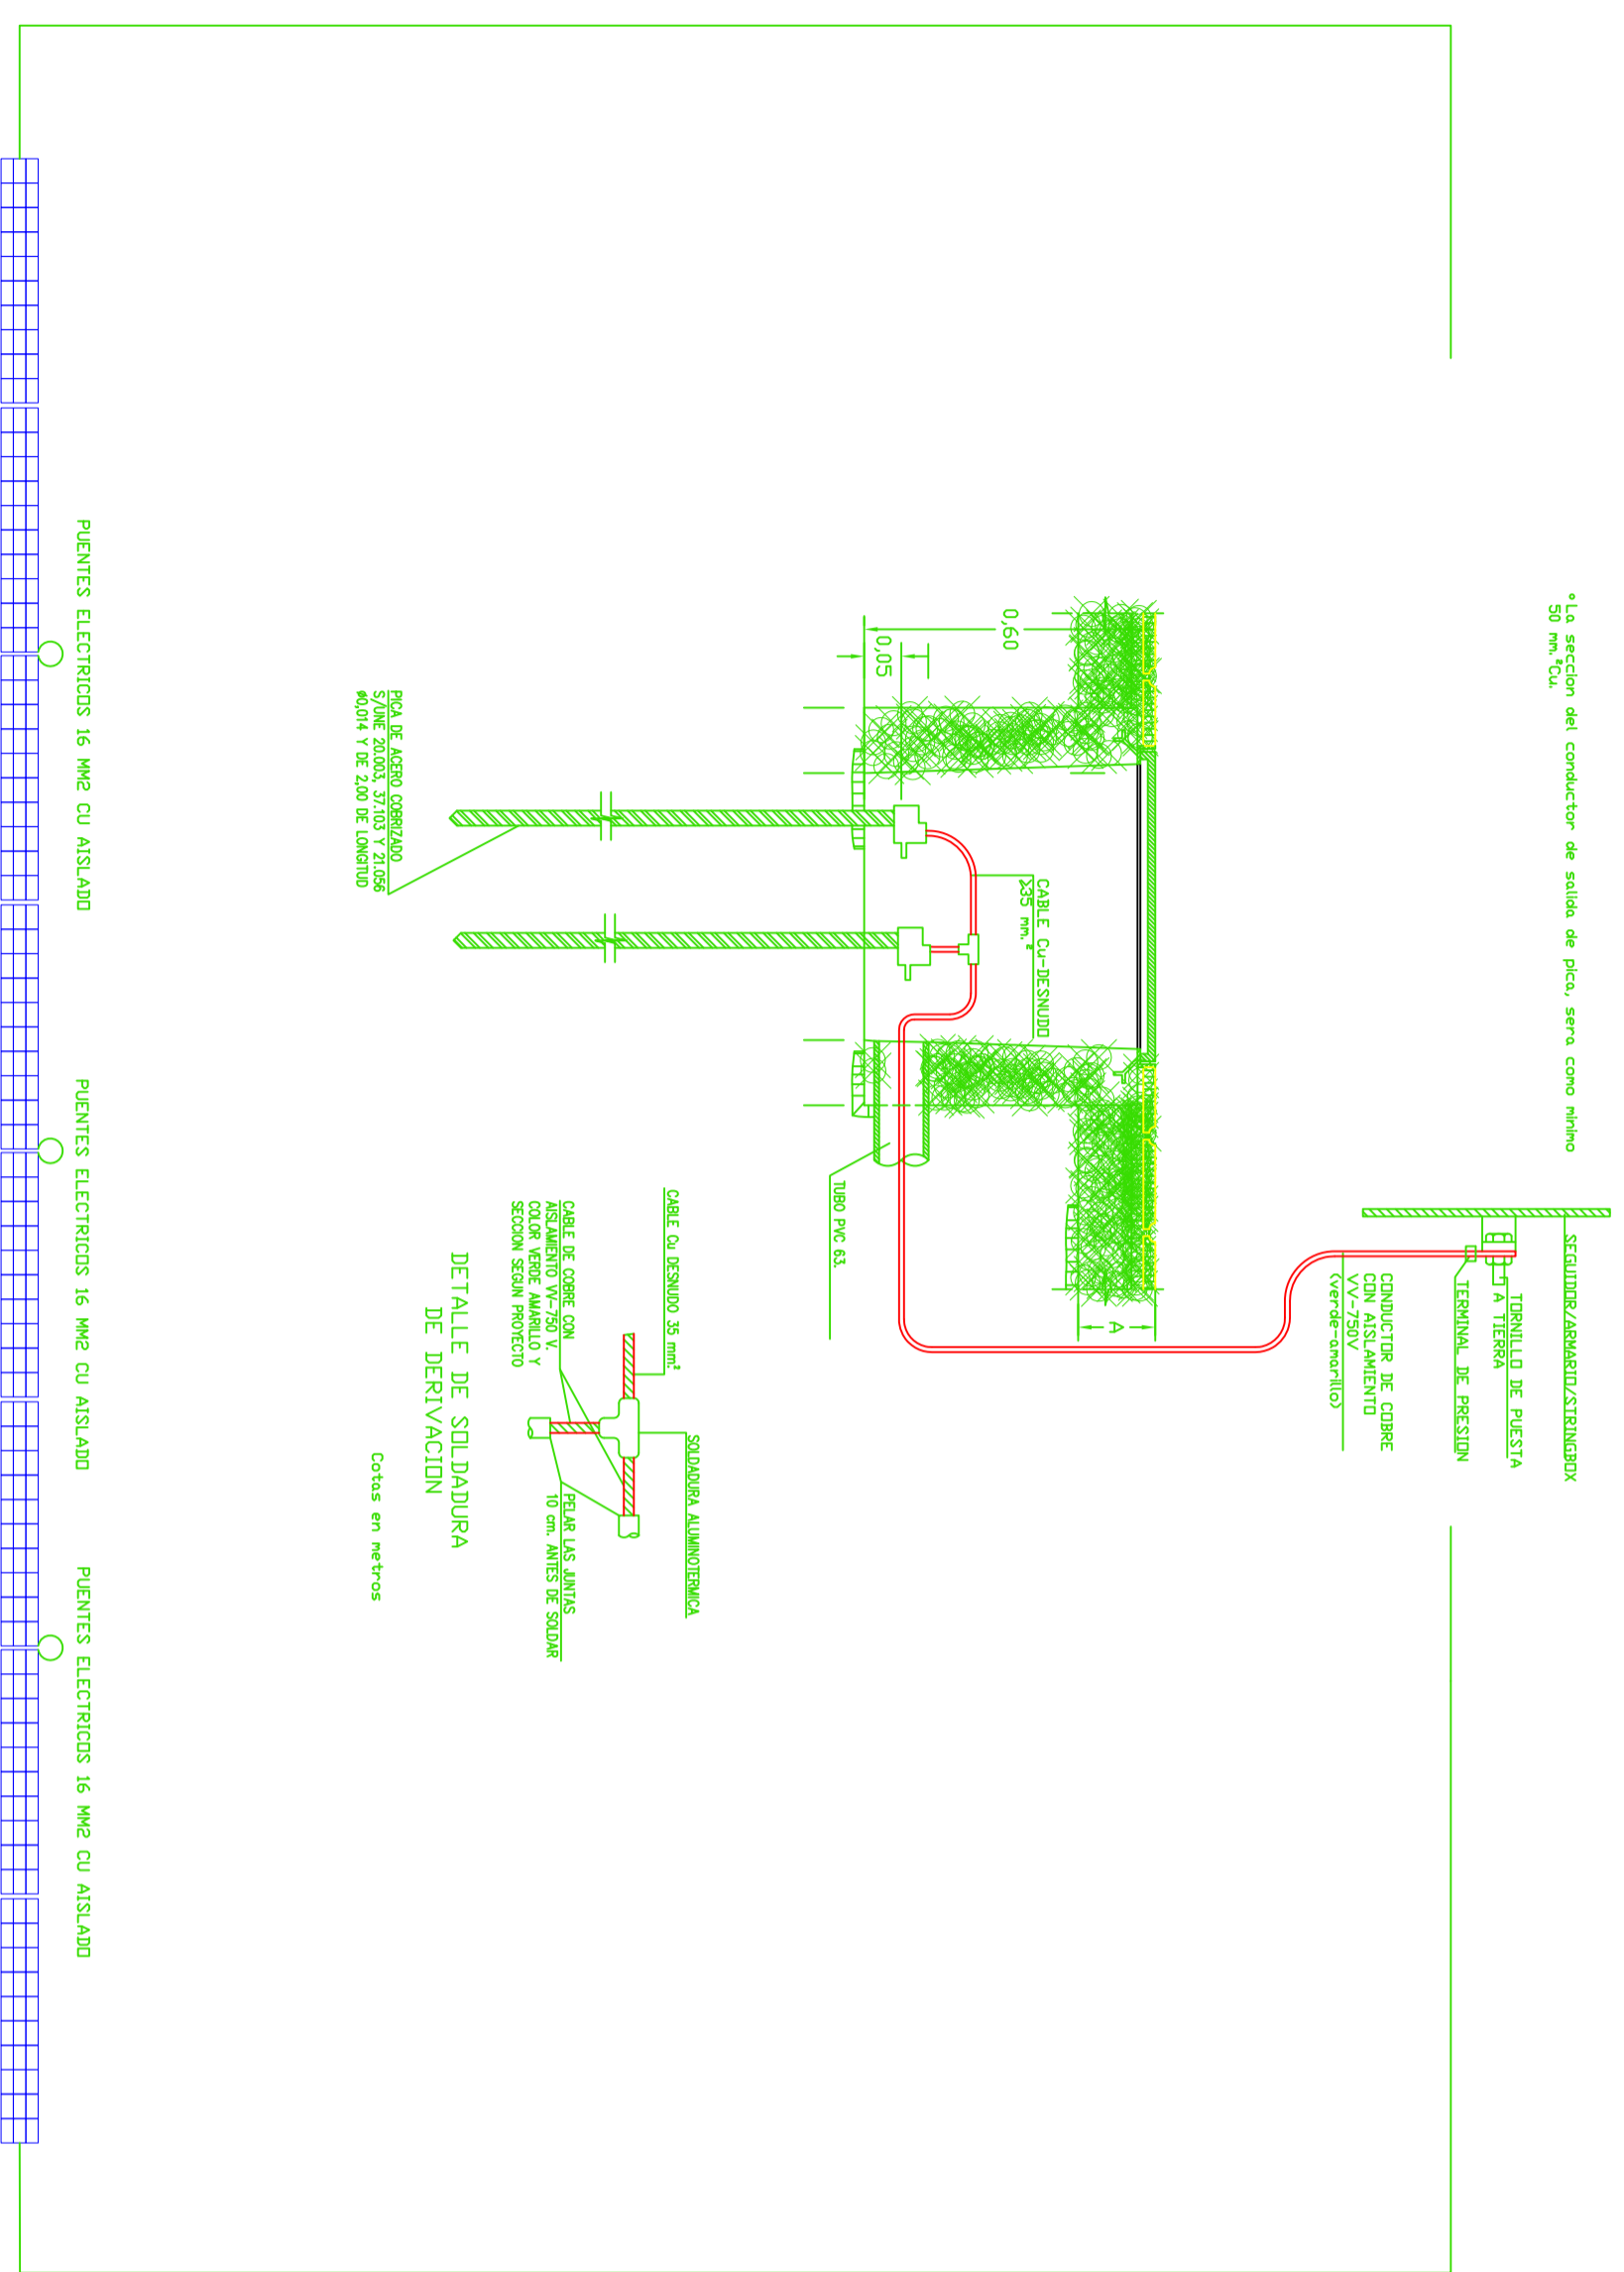 °La seccion del conductor de salida de pica, sera como minimo
50 mm.²Cu.
SEGUIDOR/ARMARIO/STRINGBOX
TORNILLO DE PUESTA
A TIERRA
TERMINAL DE PRESION
CONDUCTOR DE COBRE
CON AISLAMIENTO
VV-750V
(verde-amarillo)
A
0,60
0,05
CABLE Cu-DESNUDO
≥35 mm.²
TUBO PVC 63.
PICA DE ACERO COBRIZADO
S/UNE 20.003, 37.103 Y 21.056
ø0,014 Y DE 2,00 DE LONGITUD
CABLE Cu DESNUDO 35 mm.²
SOLDADURA ALUMINOTERMICA
CABLE DE COBRE CON
AISLAMIENTO VV-750 V.
COLOR VERDE AMARILLO Y
SECCION SEGUN PROYECTO
PELAR LAS JUNTAS
10 cm. ANTES DE SOLDAR
DETALLE DE SOLDADURA
DE DERIVACION
Cotas en metros
PUENTES ELECTRICOS 16 MM2 CU AISLADO
PUENTES ELECTRICOS 16 MM2 CU AISLADO
PUENTES ELECTRICOS 16 MM2 CU AISLADO